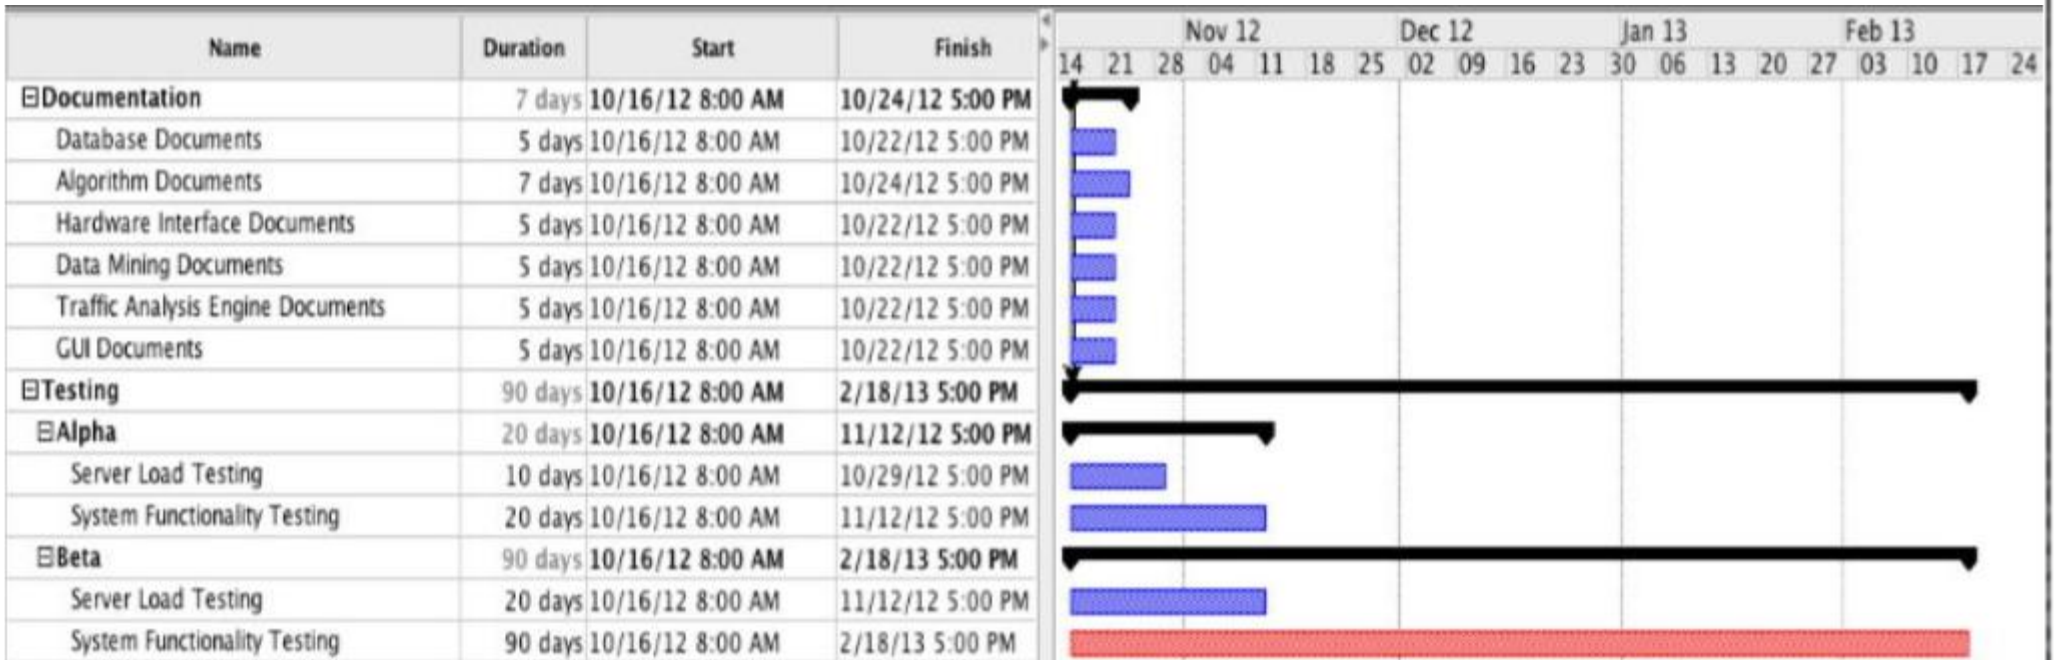 Name Duration Start Finish Nov 12 Dec 12 Jan 13 Feb 13
14 21 28 04 11 18 25 02 09 16 23 30 06 13 20 27 03 10 17 24
Documentation 7 days 10/16/12 8:00 AM 10/24/12 5:00 PM
Database Documents 5 days 10/16/12 8:00 AM 10/22/12 5:00 PM
Algorithm Documents 7 days 10/16/12 8:00 AM 10/24/12 5:00 PM
Hardware Interface Documents 5 days 10/16/12 8:00 AM 10/22/12 5:00 PM
Data Mining Documents 5 days 10/16/12 8:00 AM 10/22/12 5:00 PM
Traffic Analysis Engine Documents 5 days 10/16/12 8:00 AM 10/22/12 5:00 PM
GUI Documents 5 days 10/16/12 8:00 AM 10/22/12 5:00 PM
Testing 90 days 10/16/12 8:00 AM 2/18/13 5:00 PM
Alpha 20 days 10/16/12 8:00 AM 11/12/12 5:00 PM
Server Load Testing 10 days 10/16/12 8:00 AM 10/29/12 5:00 PM
System Functionality Testing 20 days 10/16/12 8:00 AM 11/12/12 5:00 PM
Beta 90 days 10/16/12 8:00 AM 2/18/13 5:00 PM
Server Load Testing 20 days 10/16/12 8:00 AM 11/12/12 5:00 PM
System Functionality Testing 90 days 10/16/12 8:00 AM 2/18/13 5:00 PM